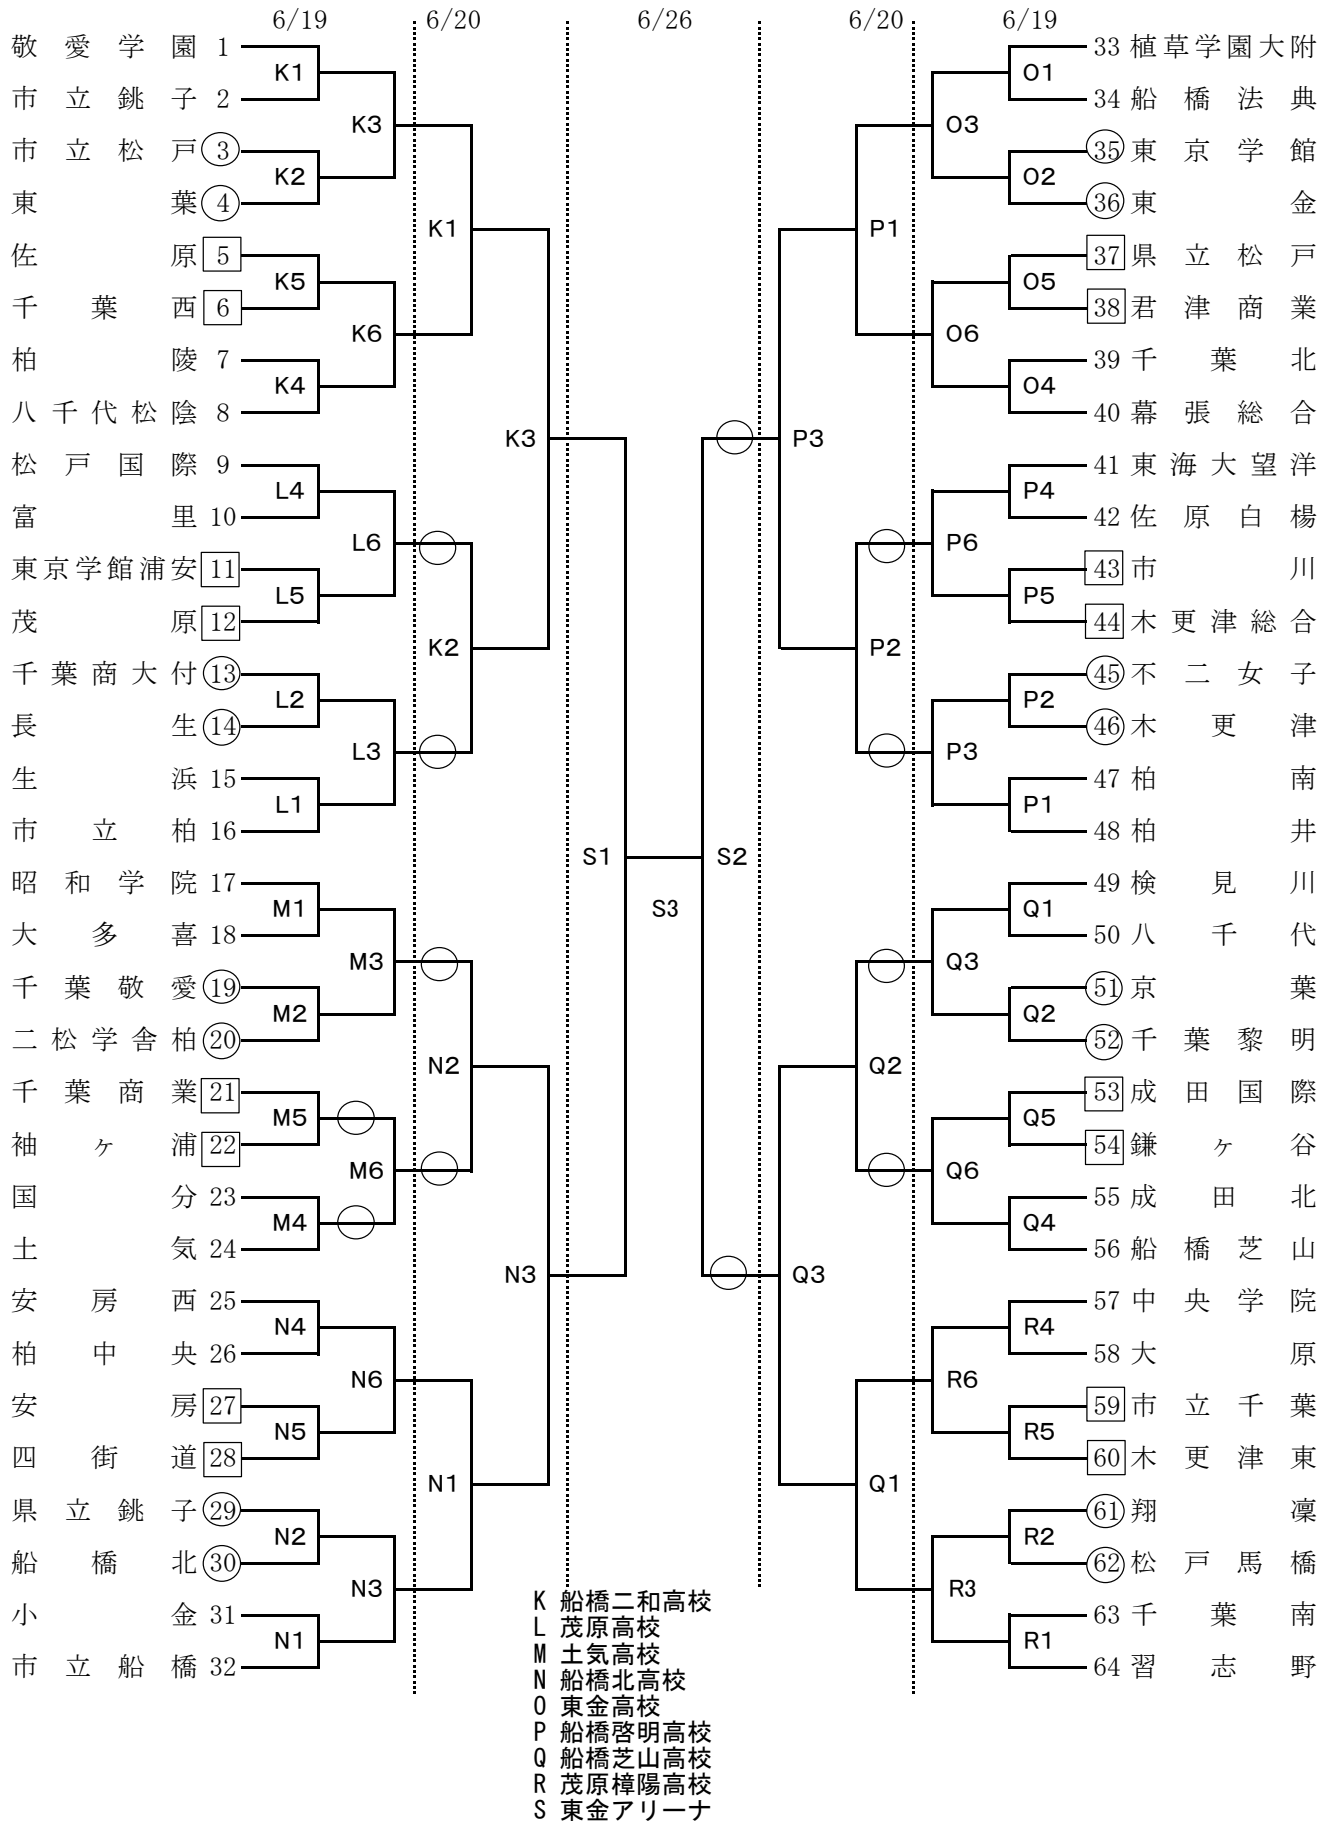 6/19 6/20 6/26 6/20 6/19
敬愛学園 1
K1
市立銚子 2
K3
市立松戸 3
K2
東葉 4
K1
佐原 5
K5
千葉西 6
K6
柏陵 7
K4
八千代松陰 8
K3
松戸国際 9
L4
富里 10
L6
東京学館浦安 11
L5
茂原 12
K2
千葉商大付 13
L2
長生 14
L3
生浜 15
L1
市立柏 16
S1
昭和学院 17
M1
大多喜 18
M3
千葉敬愛 19
M2
二松学舎柏 20
N2
千葉商業 21
M5
袖ヶ浦 22
M6
国分 23
M4
土気 24
N3
安房西 25
N4
柏中央 26
N6
安房 27
N5
四街道 28
N1
県立銚子 29
N2
船橋北 30
N3
小金 31
N1
市立船橋 32
S3
33 植草学園大附
O1
34 船橋法典
O3
35 東京学館
O2
36 東金
P1
37 県立松戸
O5
38 君津商業
O6
39 千葉北
O4
40 幕張総合
P3
41 東海大望洋
P4
42 佐原白楊
P6
43 市川
P5
44 木更津総合
P2
45 不二女子
P2
46 木更津
P3
47 柏南
P1
48 柏井
S2
49 検見川
Q1
50 八千代
Q3
51 京葉
Q2
52 千葉黎明
Q2
53 成田国際
Q5
54 鎌ヶ谷
Q6
55 成田北
Q4
56 船橋芝山
Q3
57 中央学院
R4
58 大原
R6
59 市立千葉
R5
60 木更津東
Q1
61 翔凜
R2
62 松戸馬橋
R3
63 千葉南
R1
64 習志野
K 船橋二和高校
L 茂原高校
M 土気高校
N 船橋北高校
O 東金高校
P 船橋啓明高校
Q 船橋芝山高校
R 茂原樟陽高校
S 東金アリーナ